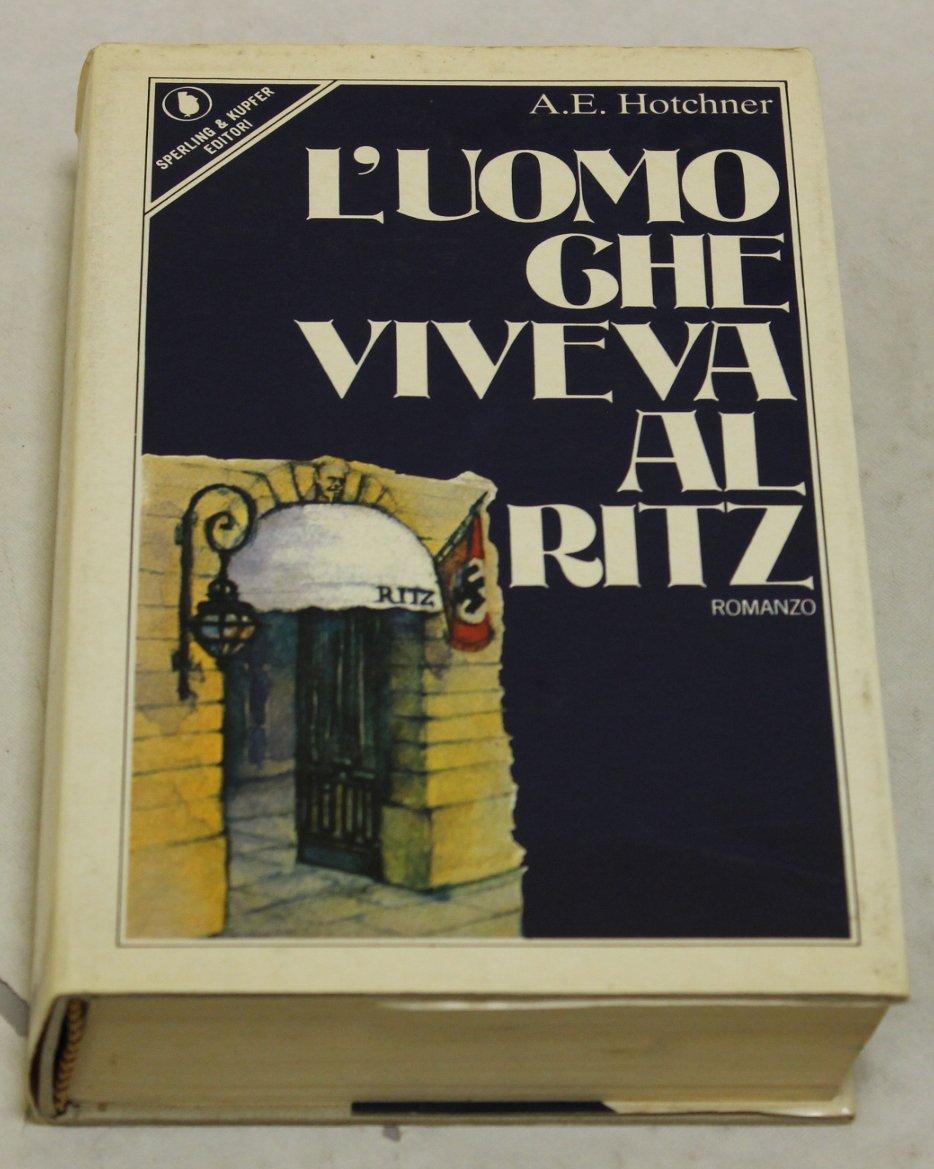 SPERLING & KUPFER
EDITORI
A.E. Hotchner
L'UOMO
CHE
VIVEVA
AL
RITZ
ROMANZO
RITZ